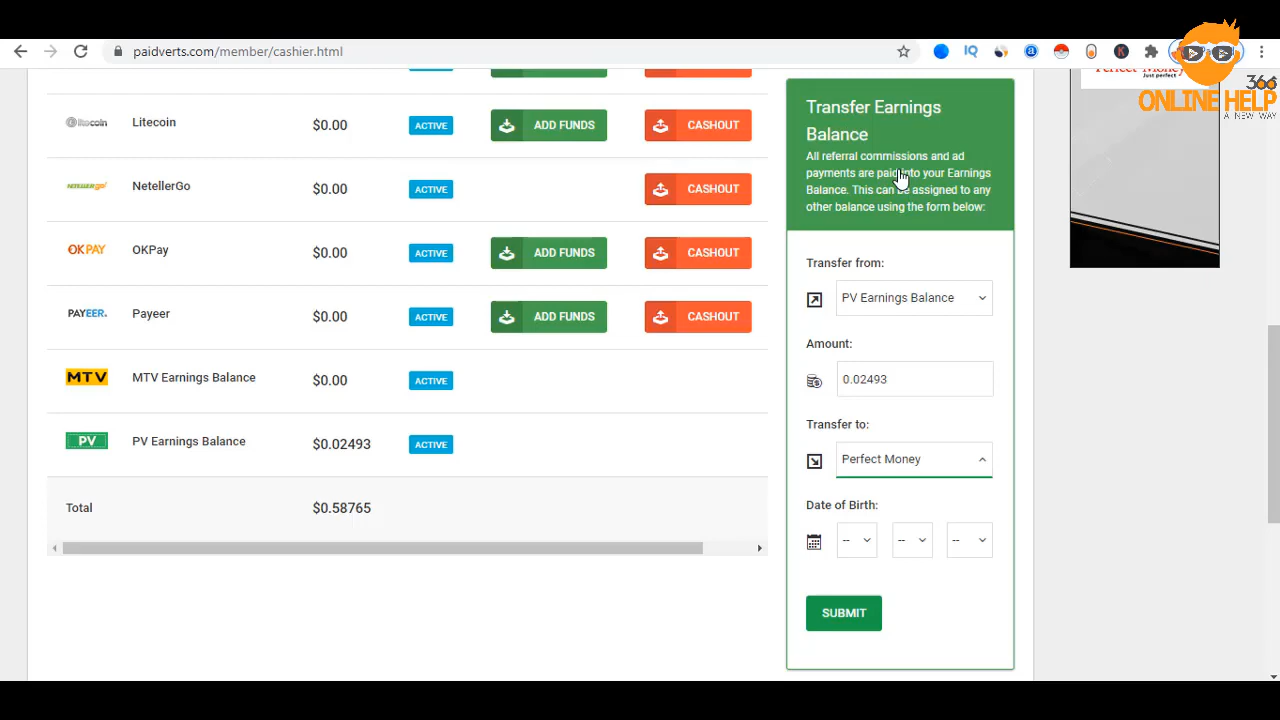 paidverts.com/member/cashier.html
IQ
a
K
366
ONLINE HELP
A NEW WAY
Just perfect
litecoin Litecoin $0.00 ACTIVE ADD FUNDS CASHOUT
NETELLERGO! NetellerGo $0.00 ACTIVE CASHOUT
OKPAY OKPay $0.00 ACTIVE ADD FUNDS CASHOUT
PAYEER. Payeer $0.00 ACTIVE ADD FUNDS CASHOUT
MTV MTV Earnings Balance $0.00 ACTIVE
PV PV Earnings Balance $0.02493 ACTIVE
Total $0.58765
Transfer Earnings
Balance
All referral commissions and ad
payments are paid into your Earnings
Balance. This can be assigned to any
other balance using the form below:
Transfer from:
PV Earnings Balance
Amount:
0.02493
Transfer to:
Perfect Money
Date of Birth:
-- -- --
SUBMIT